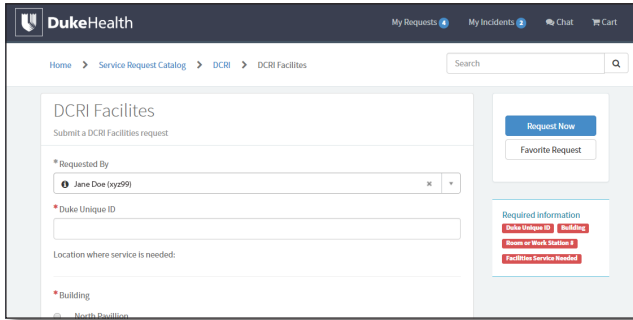 DukeHealth My Requests 4 My Incidents 2 Chat Cart
Home > Service Request Catalog > DCRI > DCRI Facilites Search
DCRI Facilites
Submit a DCRI Facilities request
* Requested By
Jane Doe (xyz99)
* Duke Unique ID
Location where service is needed:
* Building
North Pavillion
Request Now
Favorite Request
Required information
Duke Unique ID Building
Room or Work Station #
Facilities Service Needed